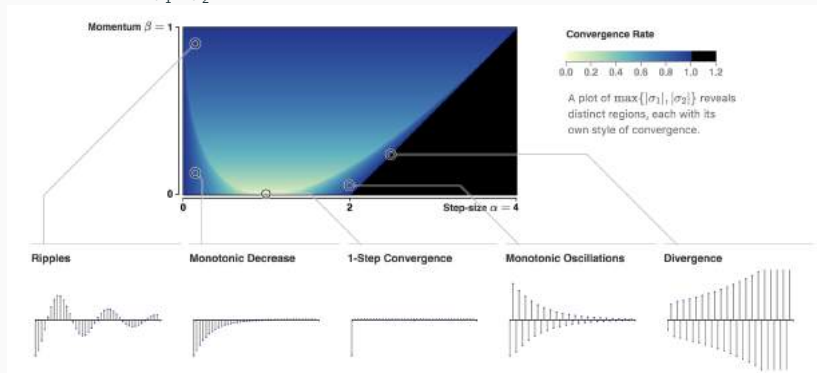 Momentum β = 1
0
0
2
Step-size α = 4
Convergence Rate
0.0 0.2 0.4 0.6 0.8 1.0 1.2
A plot of max{|σ₁|, |σ₂|} reveals
distinct regions, each with its
own style of convergence.
Ripples
Monotonic Decrease
1-Step Convergence
Monotonic Oscillations
Divergence